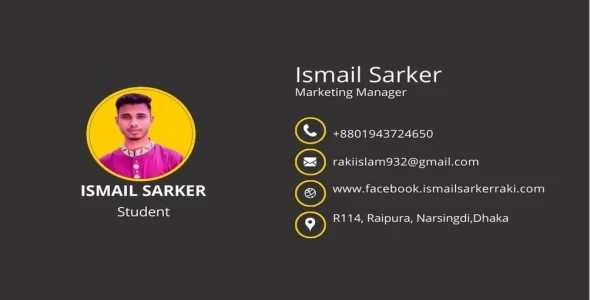 ISMAIL SARKER
Student
Ismail Sarker
Marketing Manager
+8801943724650
rakiislam932@gmail.com
www.facebook.ismailsarkerraki.com
R114, Raipura, Narsingdi,Dhaka